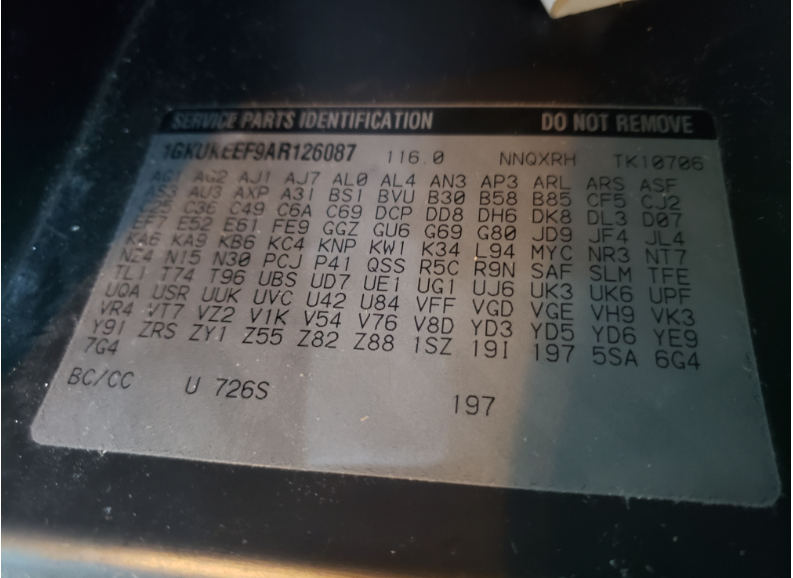 SERVICE PARTS IDENTIFICATION DO NOT REMOVE
1GKUKEEF9AR126087 116.0 NNQXRH TK10706
AG1 AG2 AJ1 AJ7 AL0 AL4 AN3 AP3 ARL ARS ASF
AS3 AU3 AXP A31 BS1 BVU B30 B58 B85 CF5 CJ2
C36 C49 C6A C69 DCP DD8 DH6 DK8 DL3 D07
E52 E61 FE9 GGZ GU6 G69 G80 JD9 JF4 JL4
KA6 KA9 KB6 KC4 KNP KW1 K34 L94 MYC NR3 NT7
NZ4 N15 N30 PCJ P41 QSS R5C R9N SAF SLM TFE
TL1 T74 T96 UBS UD7 UE1 UG1 UJ6 UK3 UK6 UPF
UQA USR UUK UVC U42 U84 VFF VGD VGE VH9 VK3
VR4 VT7 VZ2 V1K V54 V76 V8D YD3 YD5 YD6 YE9
Y91 ZRS ZY1 Z55 Z82 Z88 1SZ 19I 197 5SA 6G4
7G4
BC/CC U 726S 197